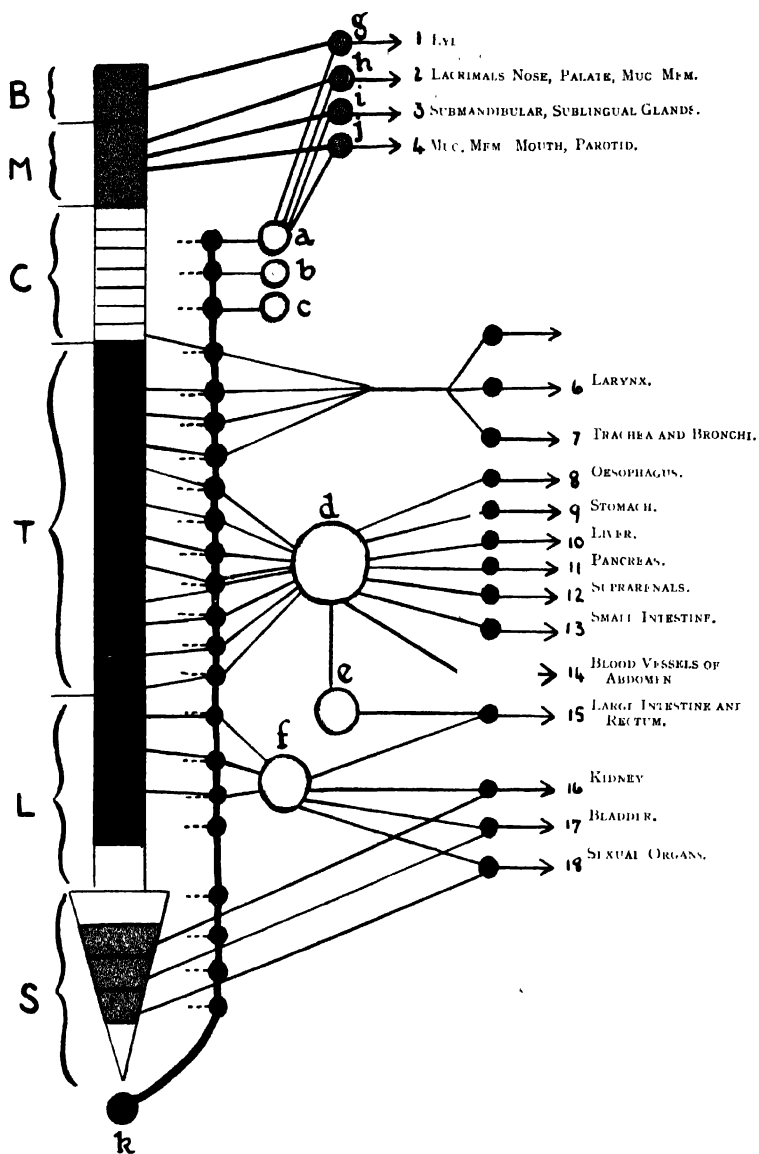 g
1 EYE
h
2 LACRIMALS NOSE, PALATE, MUC MEM.
i
3 SUBMANDIBULAR, SUBLINGUAL GLANDS.
j
4 MUC. MEM MOUTH, PAROTID.
B
M
C
a
b
c
6 LARYNX.
7 TRACHEA AND BRONCHI.
T
d
8 OESOPHAGUS.
9 STOMACH.
10 LIVER.
11 PANCREAS.
12 SUPRARENALS.
13 SMALL INTESTINE.
14 BLOOD VESSELS OF
ABDOMEN
e
15 LARGE INTESTINE AND
RECTUM.
f
L
16 KIDNEY
17 BLADDER.
18 SEXUAL ORGANS.
S
k